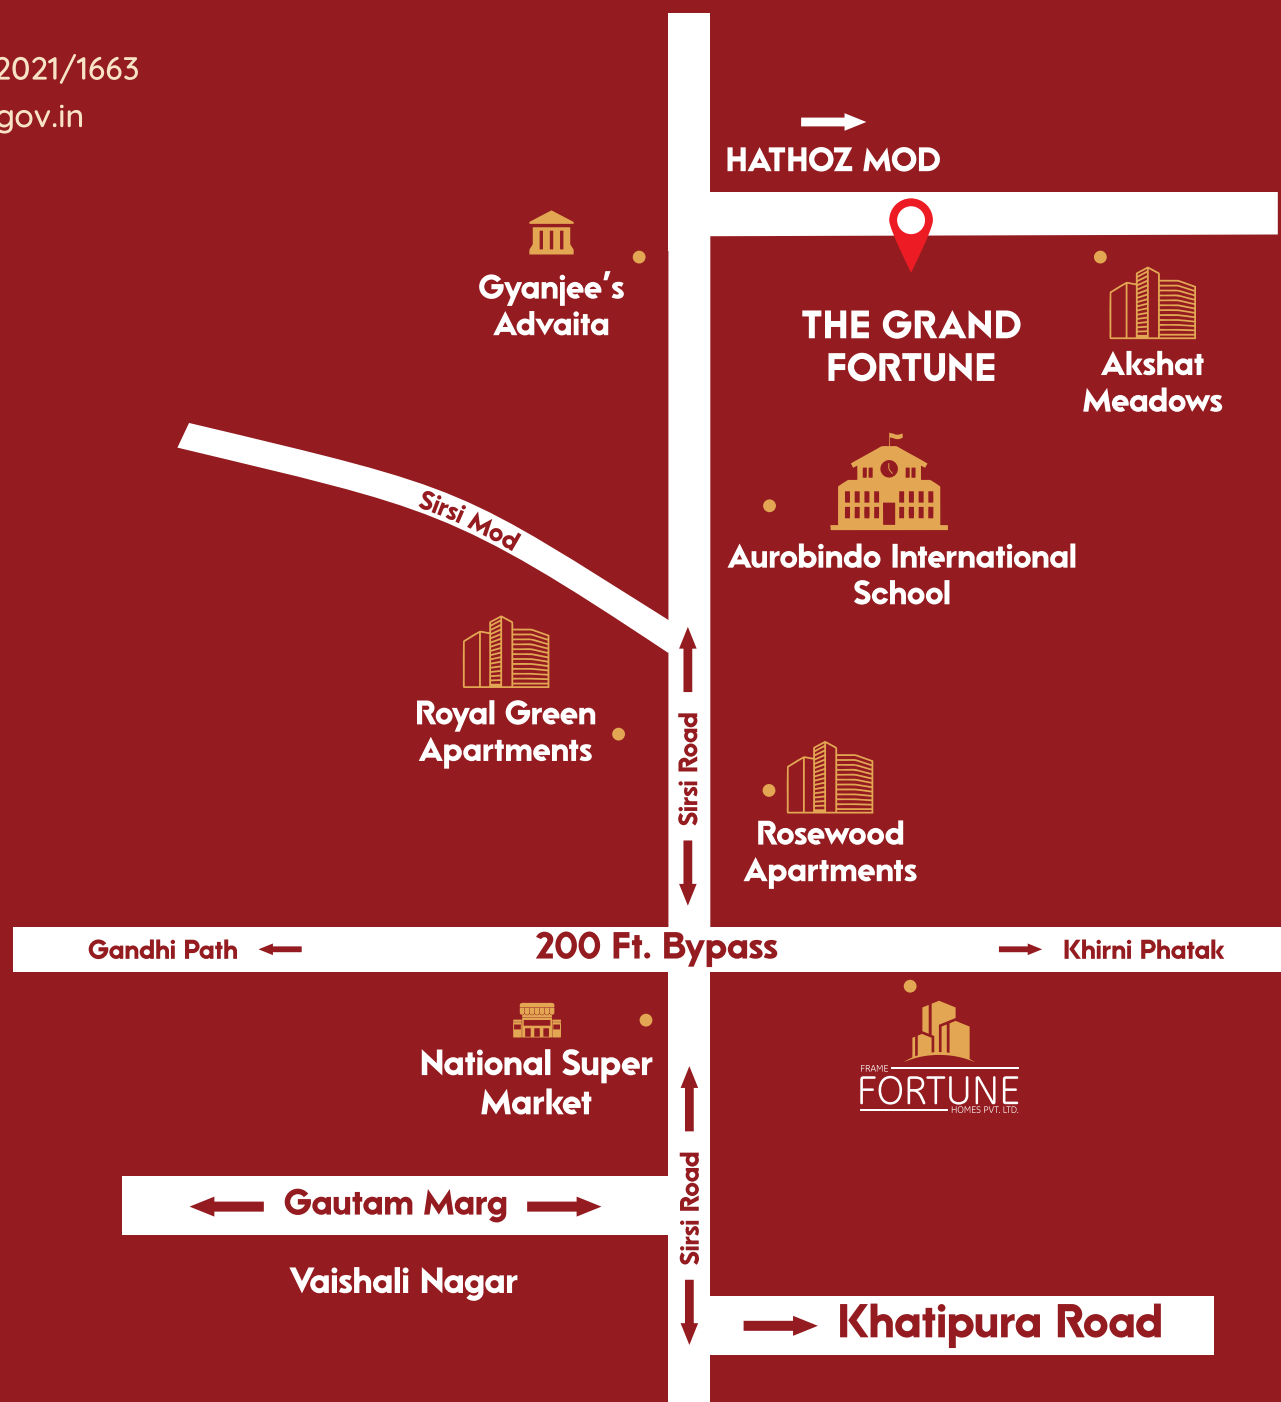 2021/1663
gov.in
HATHOZ MOD
Gyanjee's
Advaita
THE GRAND
FORTUNE
Akshat
Meadows
Sirsi Mod
Aurobindo International
School
Royal Green
Apartments
Sirsi Road
Rosewood
Apartments
Gandhi Path
200 Ft. Bypass
Khirni Phatak
National Super
Market
FRAME
FORTUNE
HOMES PVT. LTD.
Sirsi Road
Gautam Marg
Vaishali Nagar
Khatipura Road